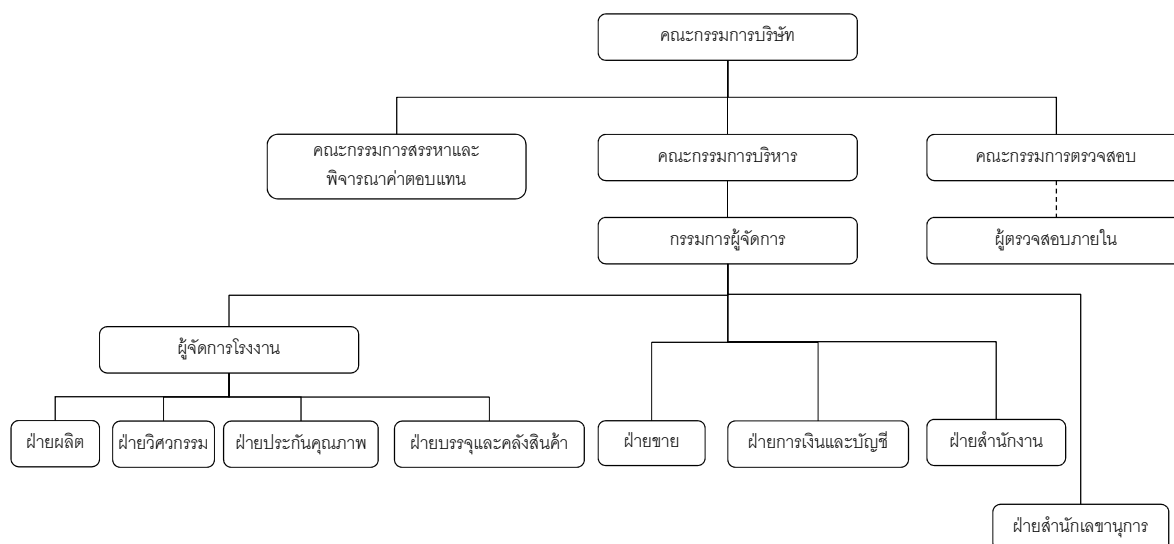 คณะกรรมการบริษัท
คณะกรรมการสรรหาและ
พิจารณาค่าตอบแทน
คณะกรรมการบริหาร
คณะกรรมการตรวจสอบ
กรรมการผู้จัดการ
ผู้ตรวจสอบภายใน
ผู้จัดการโรงงาน
ฝ่ายผลิต
ฝ่ายวิศวกรรม
ฝ่ายประกันคุณภาพ
ฝ่ายบรรจุและคลังสินค้า
ฝ่ายขาย
ฝ่ายการเงินและบัญชี
ฝ่ายสำนักงาน
ฝ่ายสำนักเลขานุการ